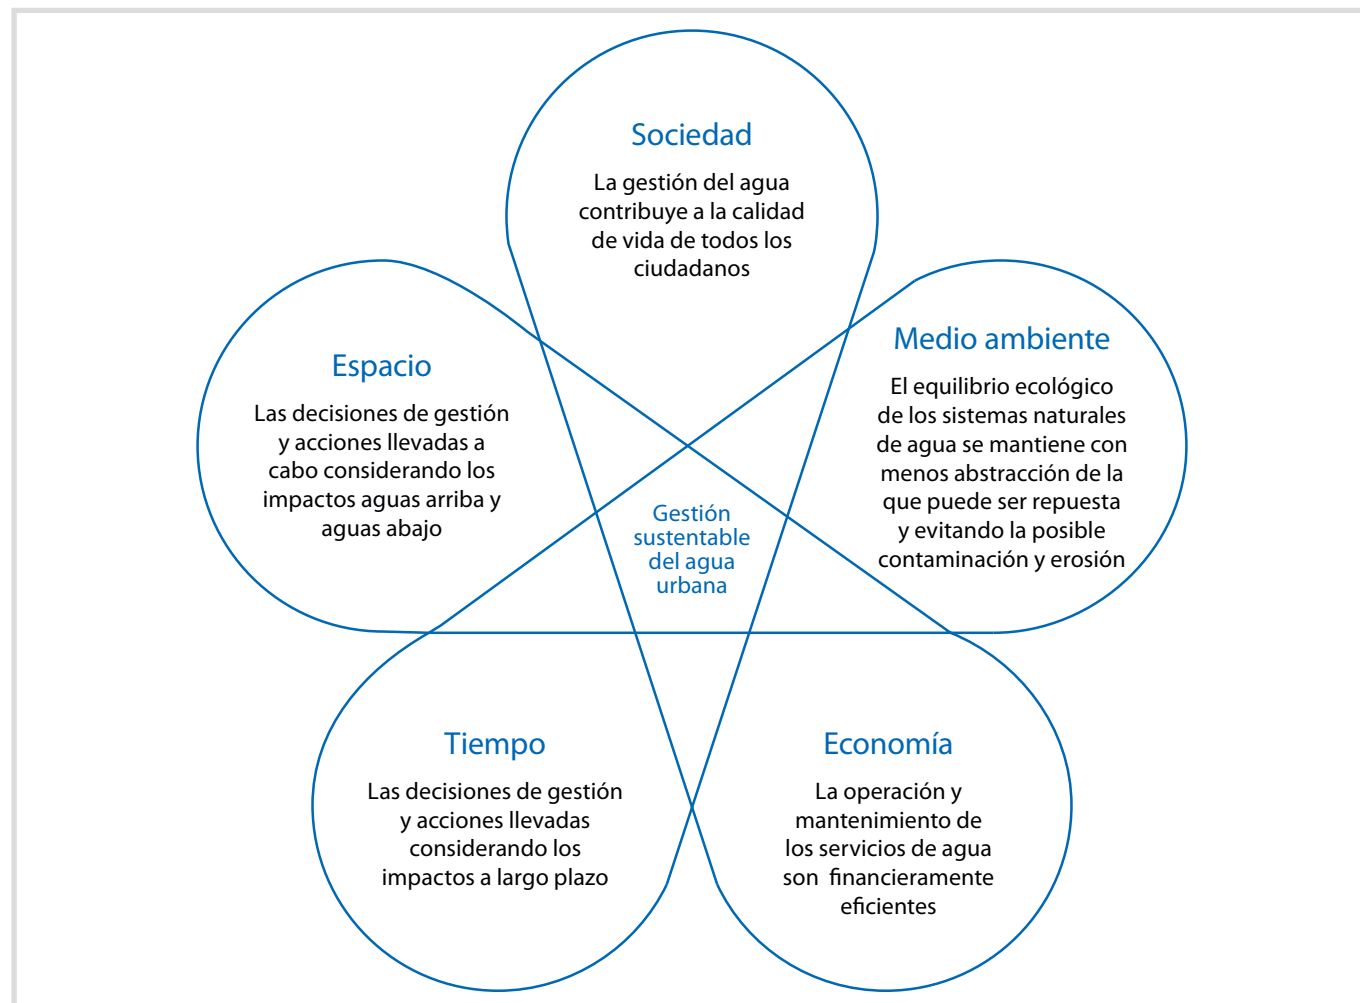 Sociedad
La gestión del agua
contribuye a la calidad
de vida de todos los
ciudadanos
Medio ambiente
El equilibrio ecológico
de los sistemas naturales
de agua se mantiene con
menos abstracción de la
que puede ser repuesta
y evitando la posible
contaminación y erosión
Espacio
Las decisiones de gestión
y acciones llevadas a
cabo considerando los
impactos aguas arriba y
aguas abajo
Gestión
sustentable
del agua
urbana
Tiempo
Las decisiones de gestión
y acciones llevadas
considerando los
impactos a largo plazo
Economía
La operación y
mantenimiento de
los servicios de agua
son financieramente
eficientes